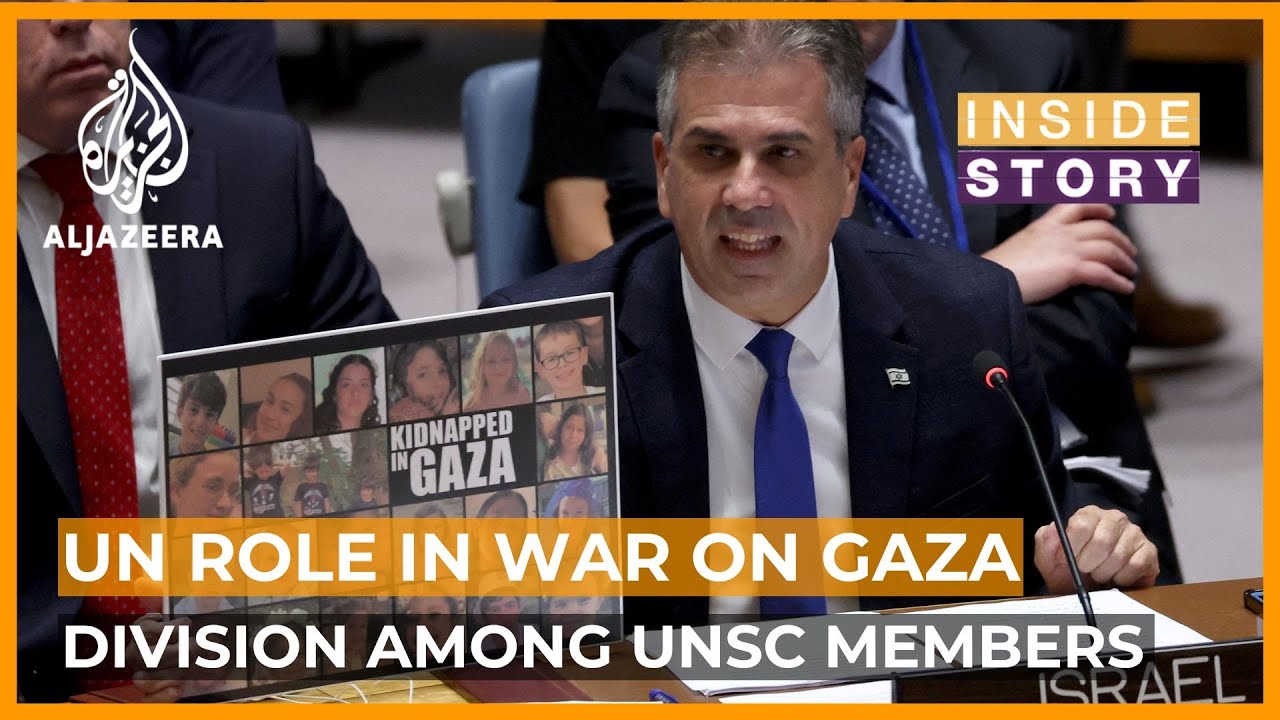 الجزيرة
ALJAZEERA
INSIDE
STORY
KIDNAPPED
IN GAZA
UN ROLE IN WAR ON GAZA
DIVISION AMONG UNSC MEMBERS
ISRAEL